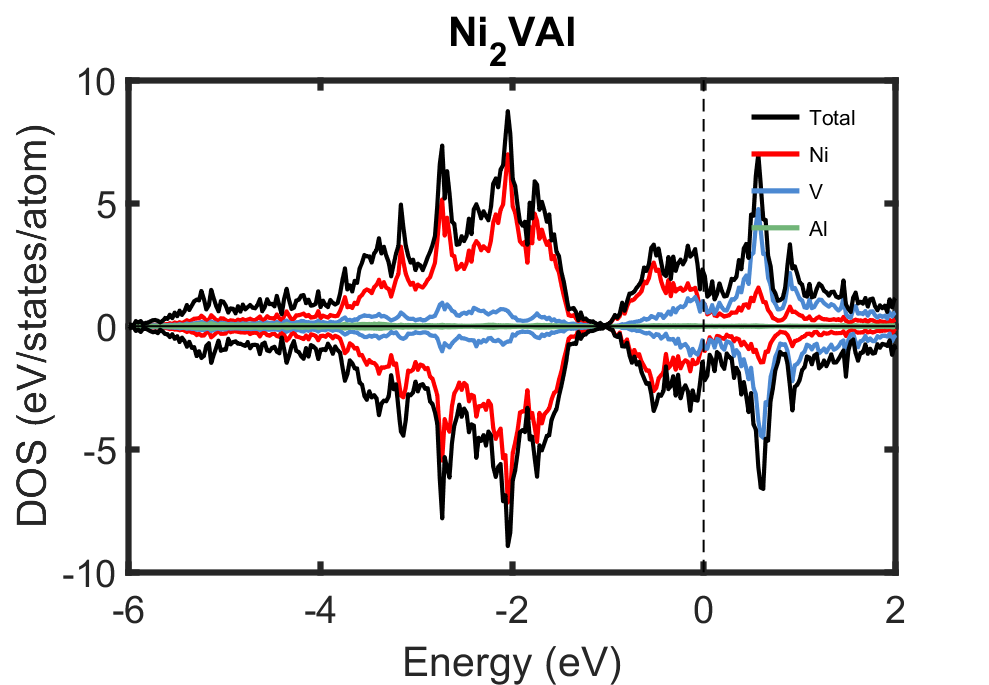 Ni₂VAl
10
5
0
-5
-10
-6
-4
-2
0
2
DOS (eV/states/atom)
Energy (eV)
Total
Ni
V
Al